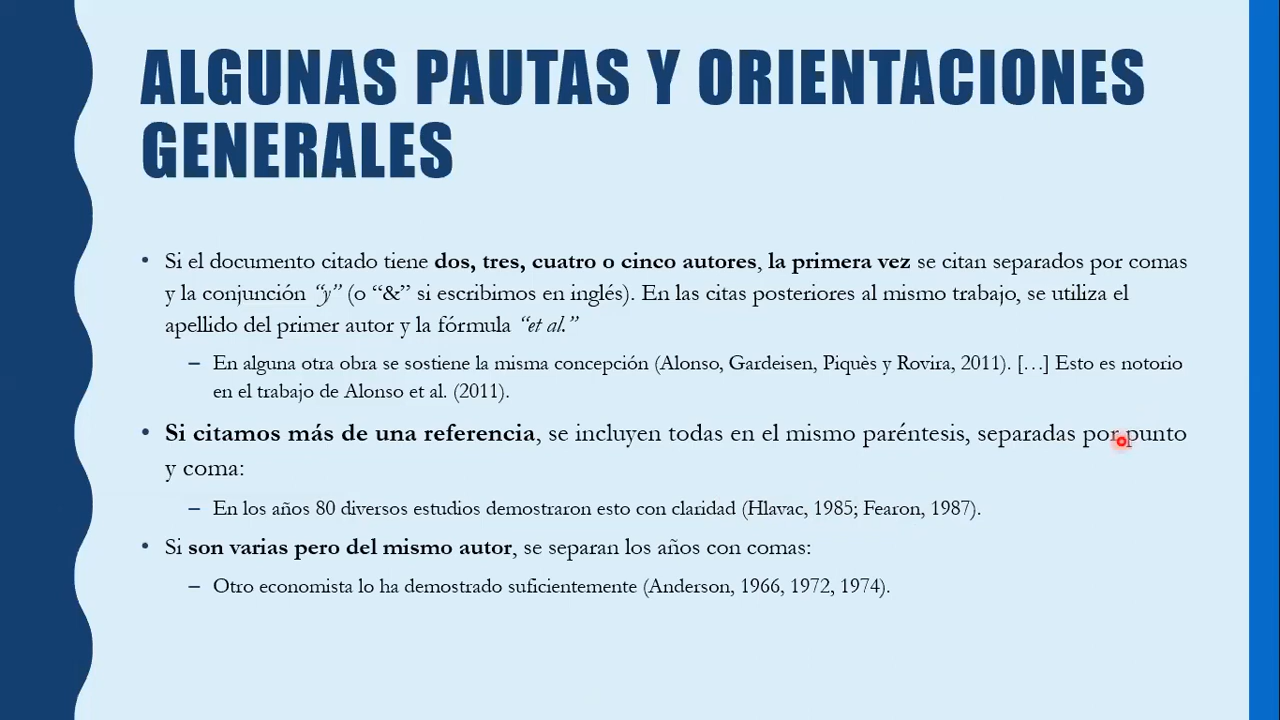 ALGUNAS PAUTAS Y ORIENTACIONES
GENERALES
• Si el documento citado tiene dos, tres, cuatro o cinco autores, la primera vez se citan separados por comas
y la conjunción “y” (o “&” si escribimos en inglés). En las citas posteriores al mismo trabajo, se utiliza el
apellido del primer autor y la fórmula “et al.”
– En alguna otra obra se sostiene la misma concepción (Alonso, Gardeisen, Piquès y Rovira, 2011). […] Esto es notorio
en el trabajo de Alonso et al. (2011).
• Si citamos más de una referencia, se incluyen todas en el mismo paréntesis, separadas por punto
y coma:
– En los años 80 diversos estudios demostraron esto con claridad (Hlavac, 1985; Fearon, 1987).
• Si son varias pero del mismo autor, se separan los años con comas:
– Otro economista lo ha demostrado suficientemente (Anderson, 1966, 1972, 1974).